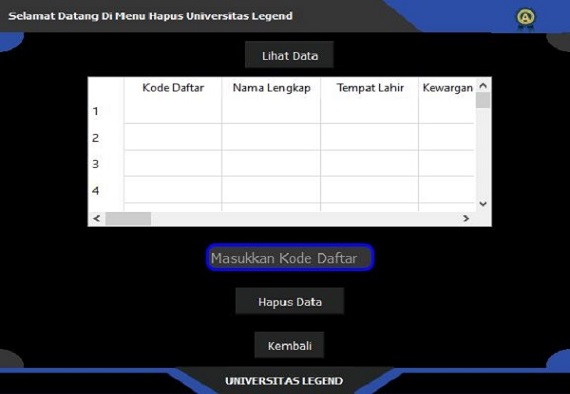 Selamat Datang Di Menu Hapus Universitas Legend
Lihat Data
Kode Daftar Nama Lengkap Tempat Lahir Kewargan
1
2
3
4
Masukkan Kode Daftar
Hapus Data
Kembali
UNIVERSITAS LEGEND